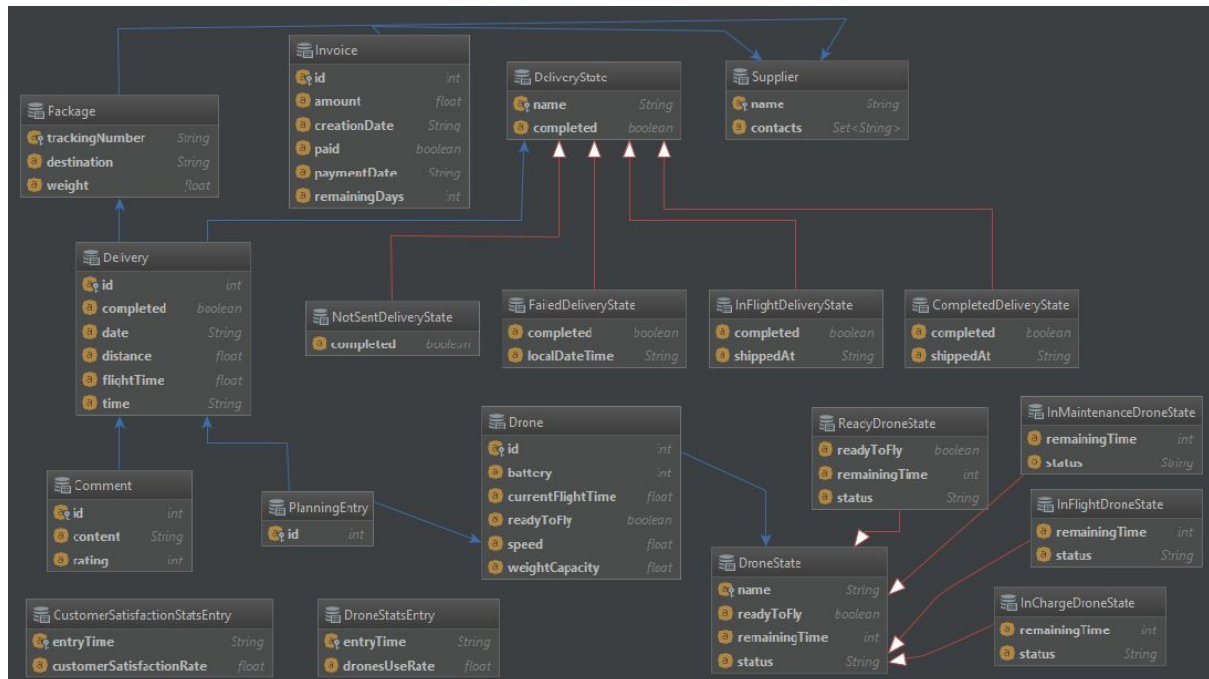 Invoice
id int
amount float
creationDate String
paid boolean
paymentDate String
remainingDays int
DeliveryState
name String
completed boolean
Supplier
name String
contacts Set<String>
Package
trackingNumber String
destination String
weight float
Delivery
id int
completed boolean
date String
distance float
flightTime float
time String
NotSentDeliveryState
completed boolean
FailedDeliveryState
completed boolean
localDateTime String
InFlightDeliveryState
completed boolean
shippedAt String
CompletedDeliveryState
completed boolean
shippedAt String
Comment
id int
content String
rating int
PlanningEntry
id int
Drone
id int
battery int
currentFlightTime float
readyToFly boolean
speed float
weightCapacity float
ReadyDroneState
readyToFly boolean
remainingTime int
status String
InMaintenanceDroneState
remainingTime int
status String
InFlightDroneState
remainingTime int
status String
DroneState
name String
readyToFly boolean
remainingTime int
status String
InChargeDroneState
remainingTime int
status String
CustomerSatisfactionStatsEntry
entryTime String
customerSatisfactionRate float
DroneStatsEntry
entryTime String
dronesUseRate float